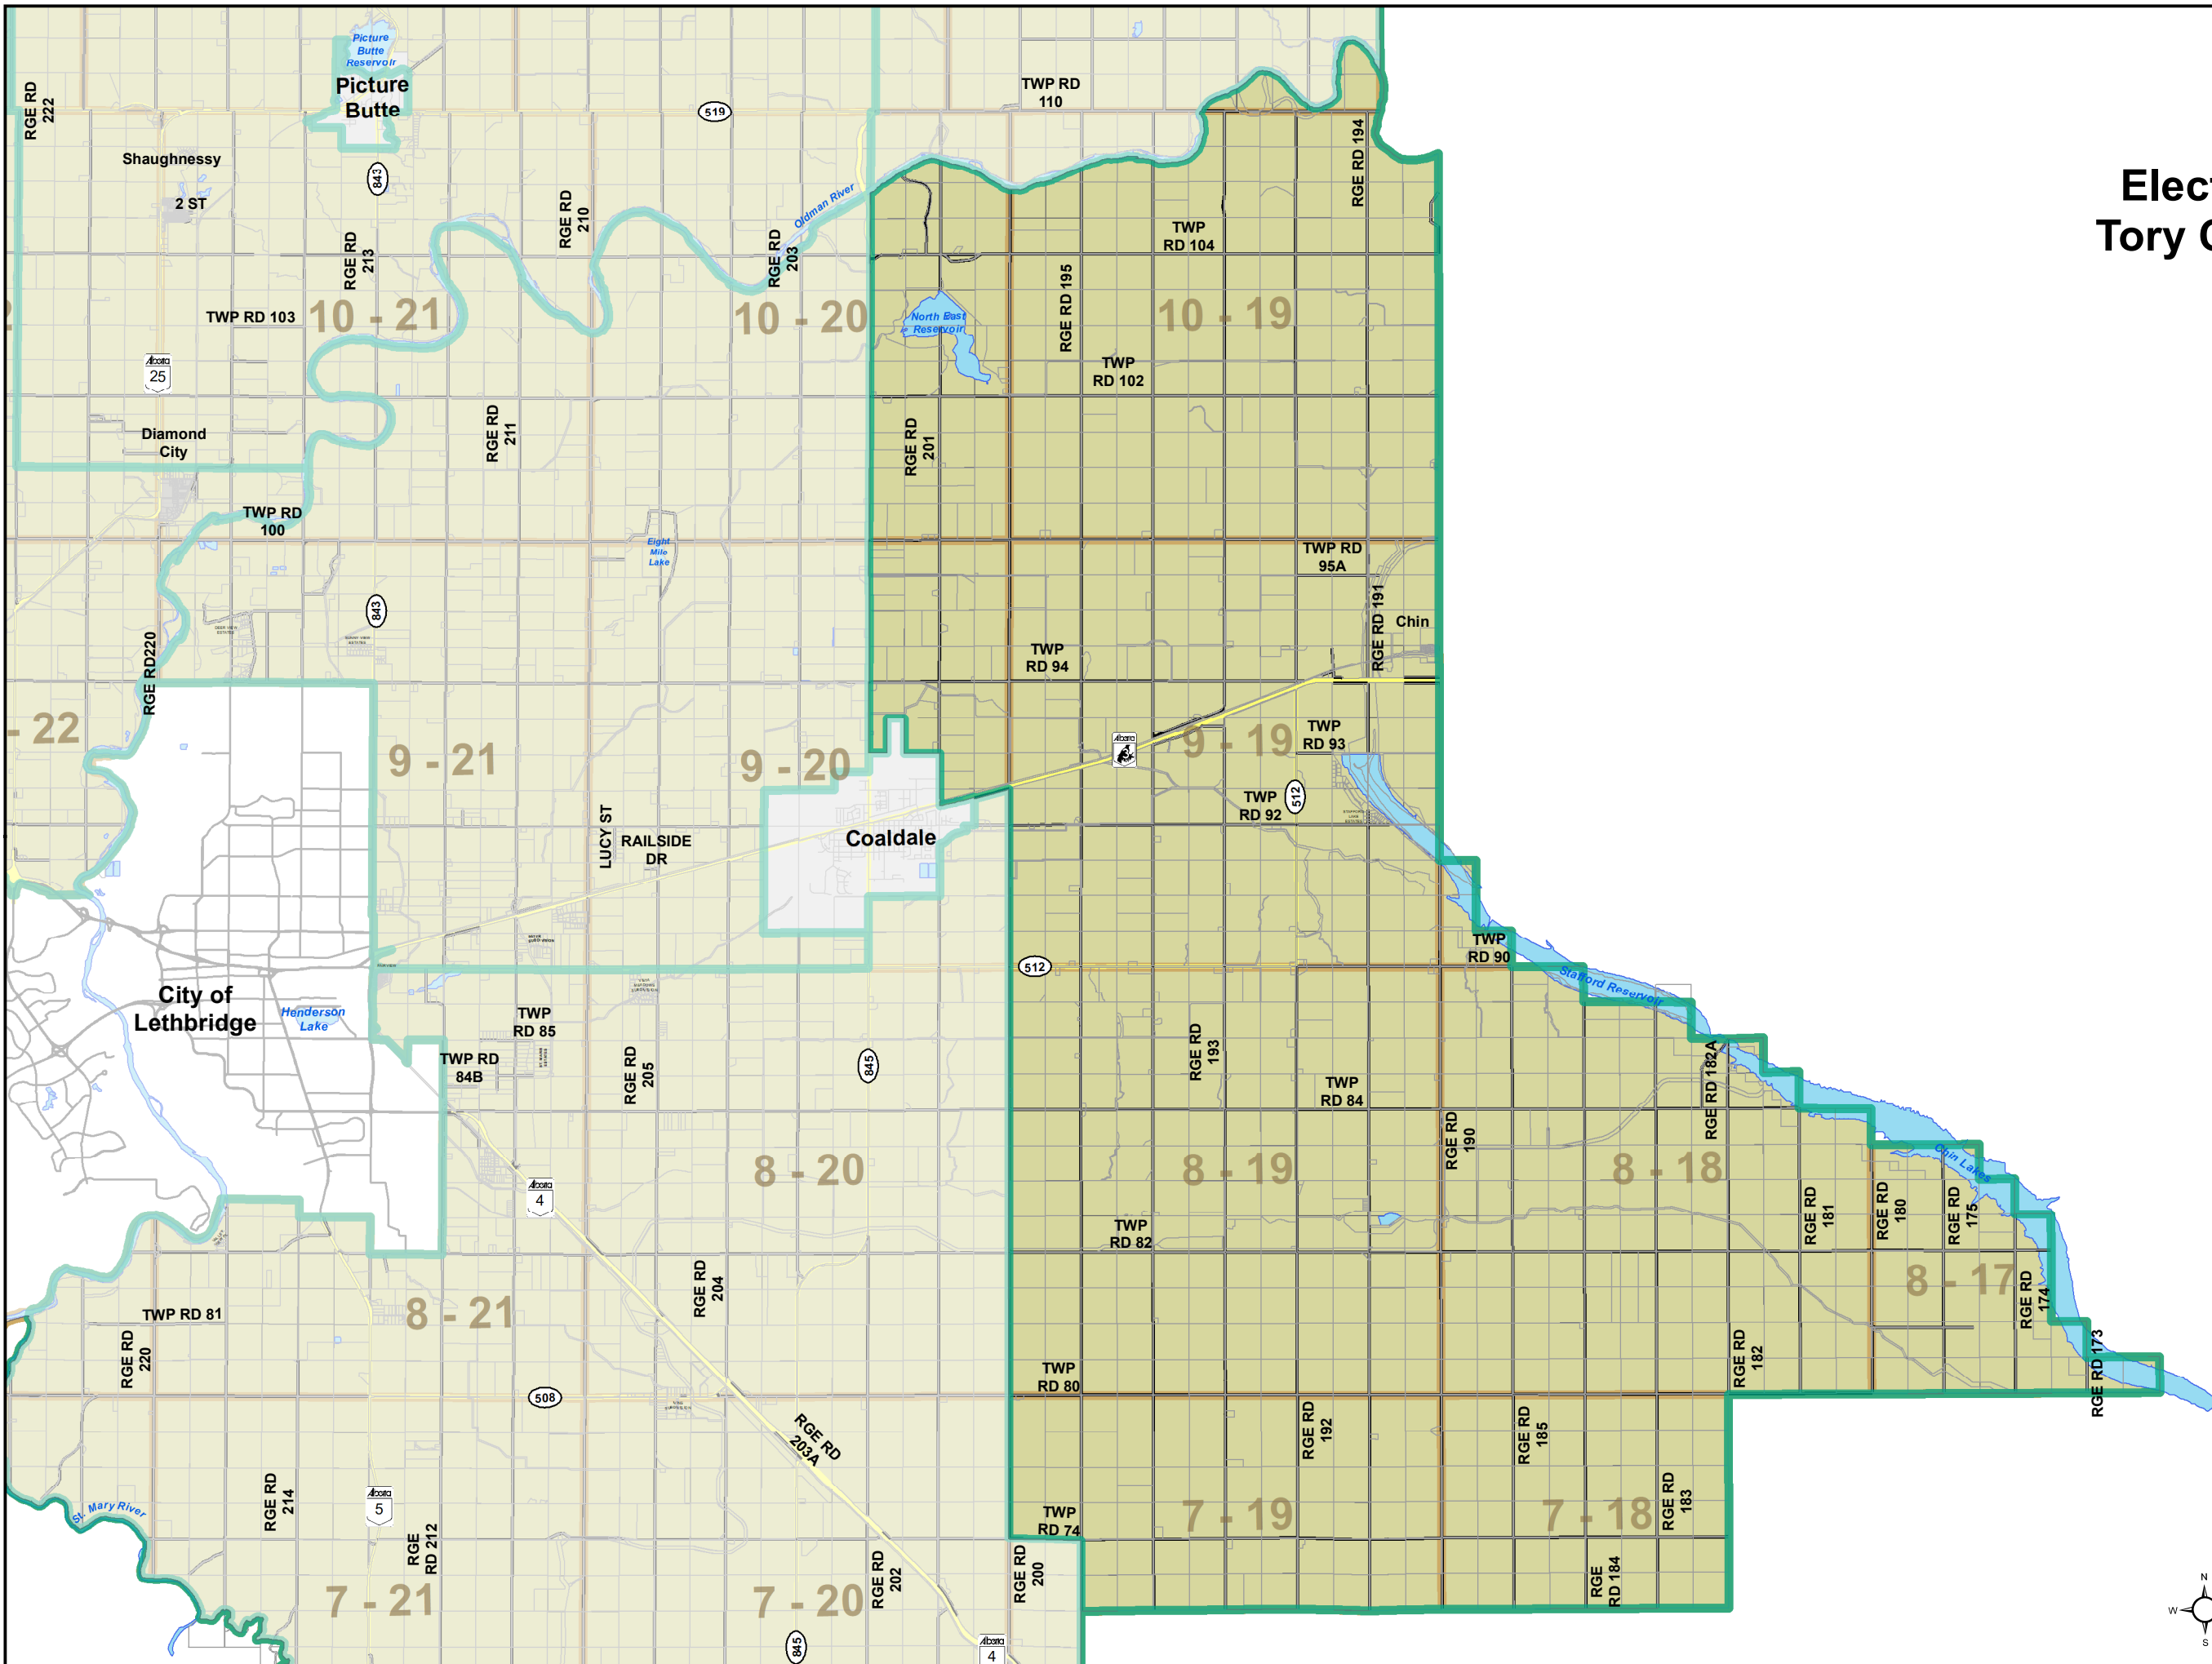 Elect
Tory C
Picture
Butte
Reservoir
Picture
Butte
RGE RD
222
TWP RD
110
519
Shaughnessy
843
2 ST
RGE RD
210
RGE RD
213
RGE RD
203
Oldman River
RGE RD 194
TWP
RD 104
RGE RD 195
TWP RD 103
10 - 21
10 - 20
North East
Reservoir
10 - 19
Alberta
25
TWP
RD 102
RGE RD
211
RGE RD
201
Diamond
City
TWP RD
100
Eight
Mile
Lake
TWP RD
95A
843
RGE RD 191
Chin
RGE RD220
TWP
RD 94
- 22
9 - 21
9 - 20
Alberta
9 - 19
TWP
RD 93
TWP
RD 92
512
LUCY ST
RAILSIDE
DR
Coaldale
City of
Lethbridge
Henderson
Lake
TWP
RD 85
TWP RD
84B
RGE RD
205
845
512
TWP
RD 90
Stafford Reservoir
RGE RD
193
TWP
RD 84
RGE RD
190
RGE RD 182A
Chin Lakes
8 - 20
8 - 19
8 - 18
Alberta
4
TWP
RD 82
RGE RD
181
RGE RD
180
RGE RD
175
RGE RD
204
8 - 21
8 - 17
RGE RD
174
TWP RD 81
RGE RD
220
TWP
RD 80
RGE RD
182
RGE RD 173
508
RGE RD
203A
RGE RD
192
RGE RD
185
RGE RD
183
St. Mary River
RGE RD
214
Alberta
5
RGE
RD 212
TWP
RD 74
7 - 19
7 - 18
7 - 21
7 - 20
RGE RD
202
RGE RD
200
RGE
RD 184
845
Alberta
4
N
W
S